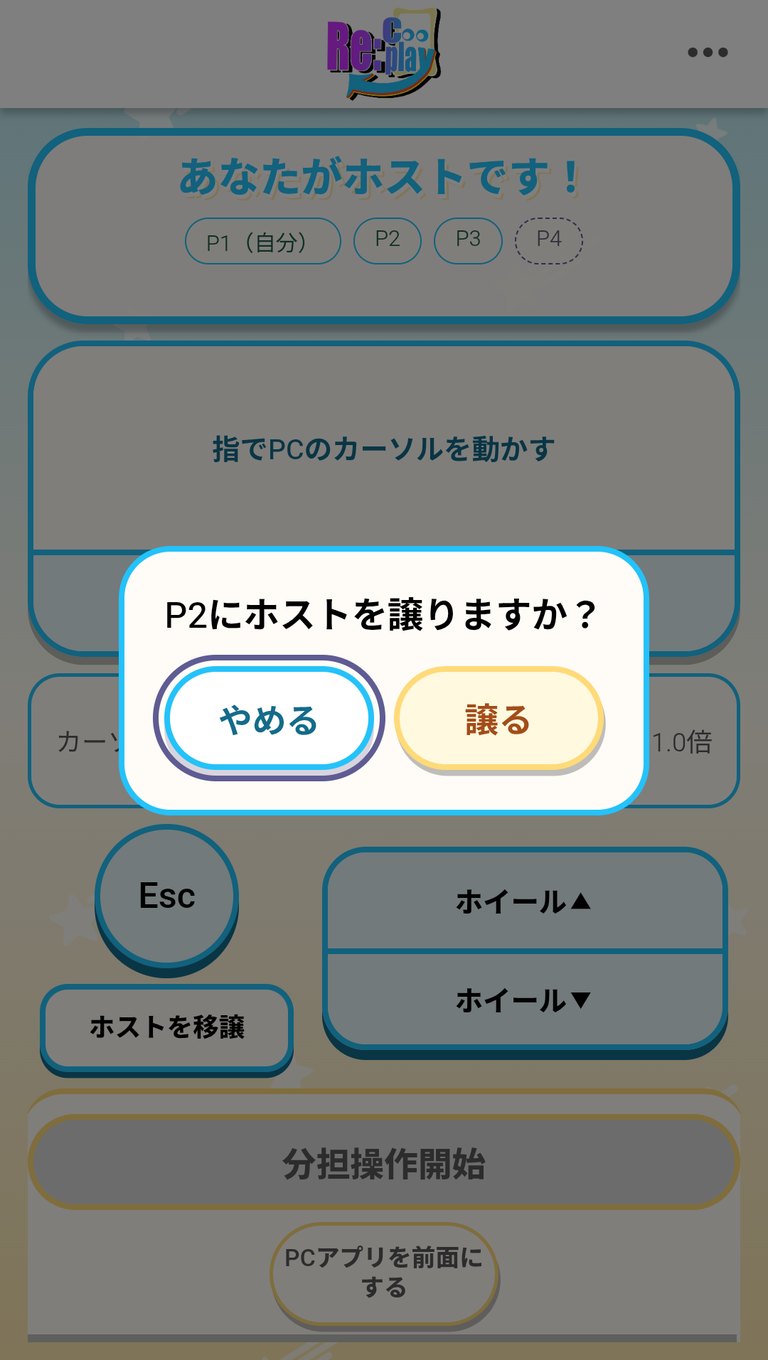 Re:Coo
play
あなたがホストです！
P1（自分） P2 P3 P4
指でPCのカーソルを動かす
P2にホストを譲りますか？
やめる 譲る
カー 1.0倍
Esc
ホイール▲
ホイール▼
ホストを移譲
分担操作開始
PCアプリを前面に
する